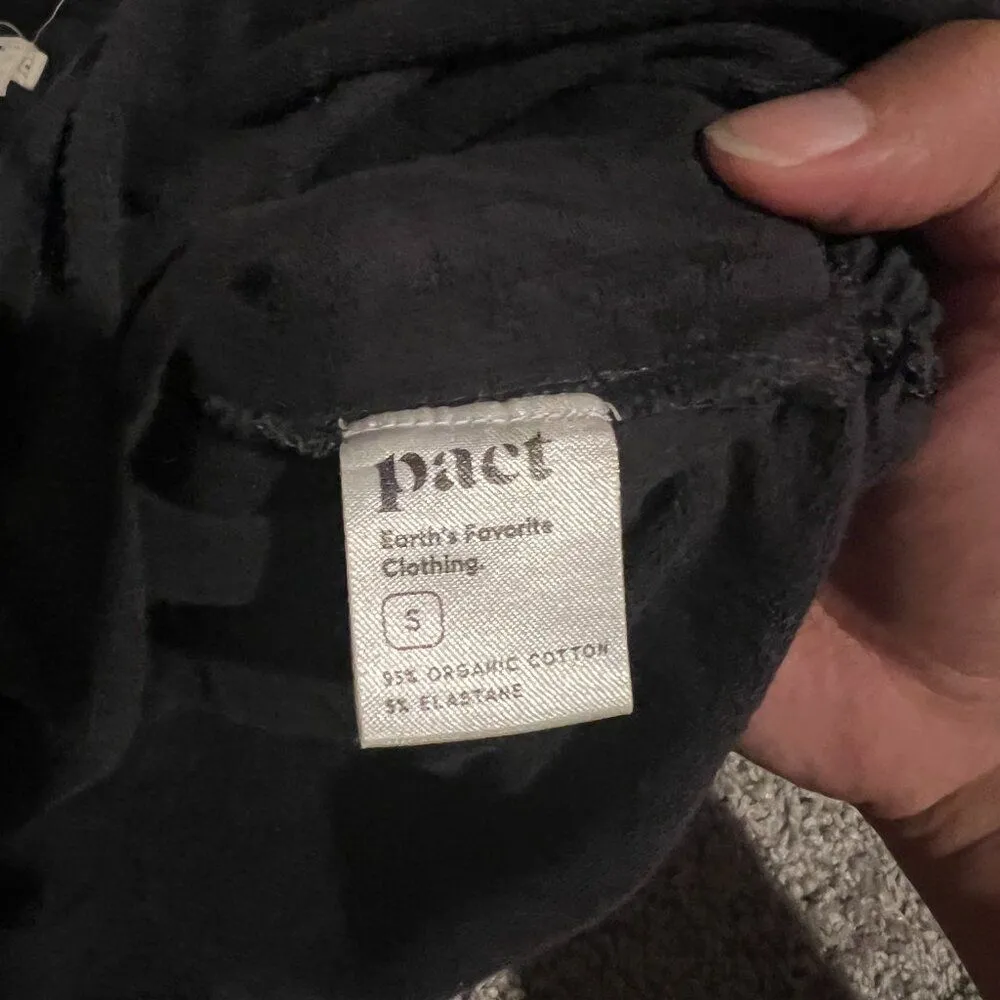 pact
Earth's Favorite
Clothing.
S
95% ORGANIC COTTON
5% ELASTANE